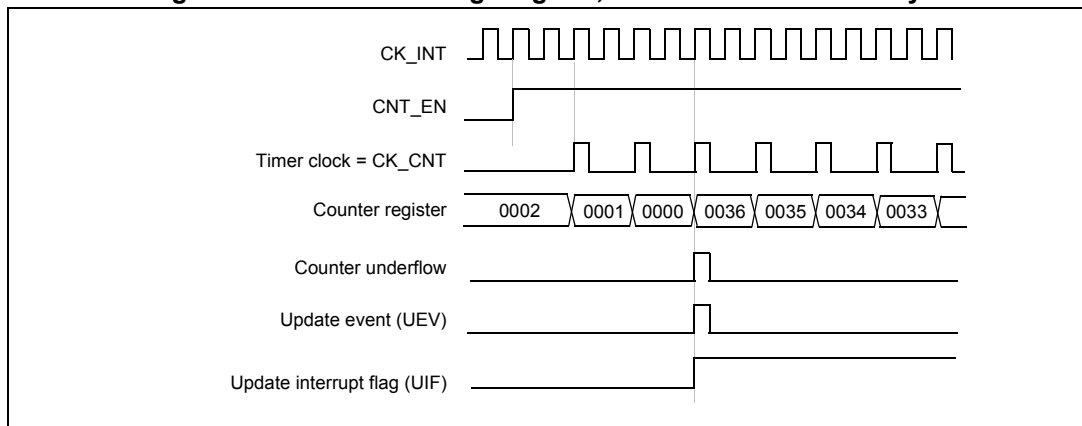 CK_INT
CNT_EN
Timer clock = CK_CNT
Counter register 0002 0001 0000 0036 0035 0034 0033
Counter underflow
Update event (UEV)
Update interrupt flag (UIF)